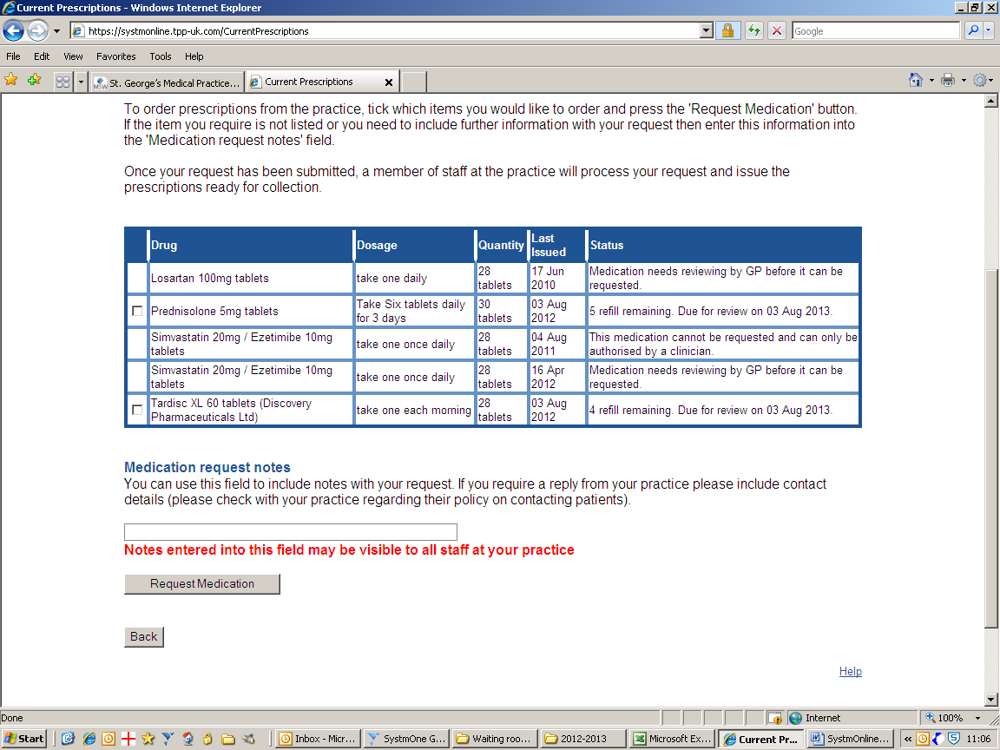 Current Prescriptions - Windows Internet Explorer
https://systmonline.tpp-uk.com/CurrentPrescriptions
Google
File Edit View Favorites Tools Help
St. George's Medical Practice...
Current Prescriptions
To order prescriptions from the practice, tick which items you would like to order and press the 'Request Medication' button.
If the item you require is not listed or you need to include further information with your request then enter this information into
the 'Medication request notes' field.
Once your request has been submitted, a member of staff at the practice will process your request and issue the
prescriptions ready for collection.
Drug Dosage Quantity Last Issued Status
Losartan 100mg tablets take one daily 28 tablets 17 Jun 2010 Medication needs reviewing by GP before it can be requested.
Prednisolone 5mg tablets Take Six tablets daily for 3 days 30 tablets 03 Aug 2012 5 refill remaining. Due for review on 03 Aug 2013.
Simvastatin 20mg / Ezetimibe 10mg tablets take one once daily 28 tablets 04 Aug 2011 This medication cannot be requested and can only be authorised by a clinician.
Simvastatin 20mg / Ezetimibe 10mg tablets take one once daily 28 tablets 16 Apr 2012 Medication needs reviewing by GP before it can be requested.
Tardisc XL 60 tablets (Discovery Pharmaceuticals Ltd) take one each morning 28 tablets 03 Aug 2012 4 refill remaining. Due for review on 03 Aug 2013.
Medication request notes
You can use this field to include notes with your request. If you require a reply from your practice please include contact
details (please check with your practice regarding their policy on contacting patients).
Notes entered into this field may be visible to all staff at your practice
Request Medication
Back
Help
Done Internet 100%
Start Inbox - Micr... SystmOne G... Waiting roo... 2012-2013 Microsoft Ex... Current Pr... SystmOnline... « 11:06